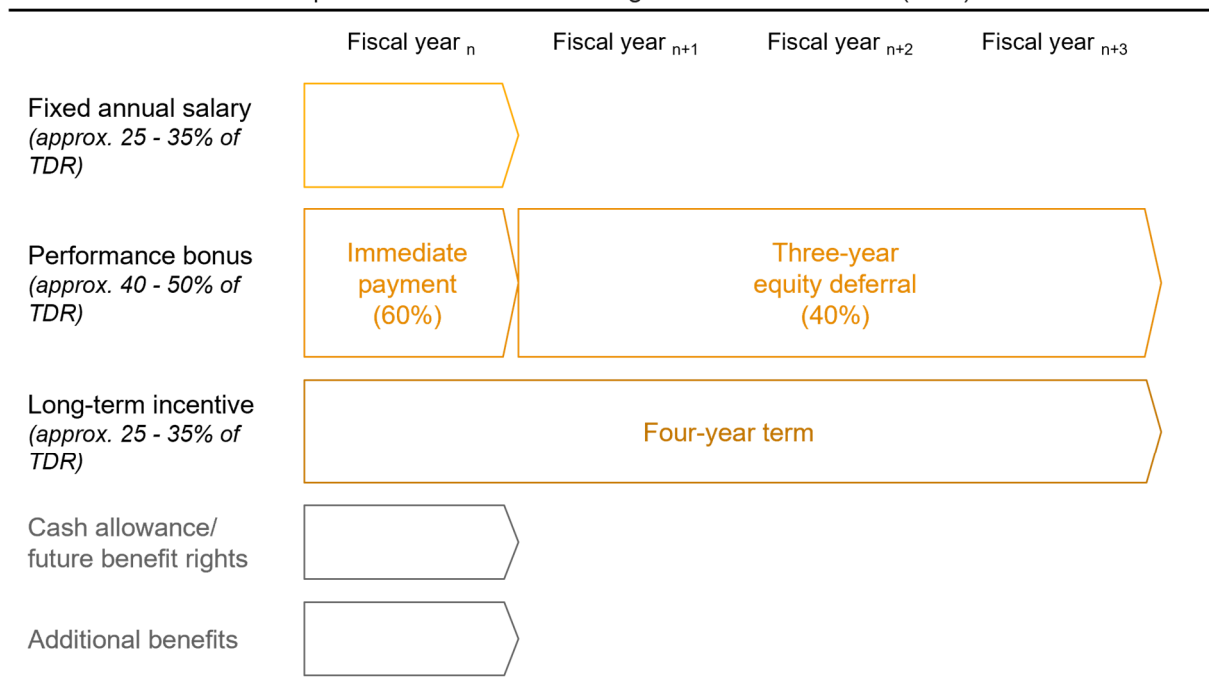 Fiscal year n Fiscal year n+1 Fiscal year n+2 Fiscal year n+3
Fixed annual salary
(approx. 25 - 35% of
TDR)
Performance bonus
(approx. 40 - 50% of
TDR)
Immediate
payment
(60%)
Three-year
equity deferral
(40%)
Long-term incentive
(approx. 25 - 35% of
TDR)
Four-year term
Cash allowance/
future benefit rights
Additional benefits